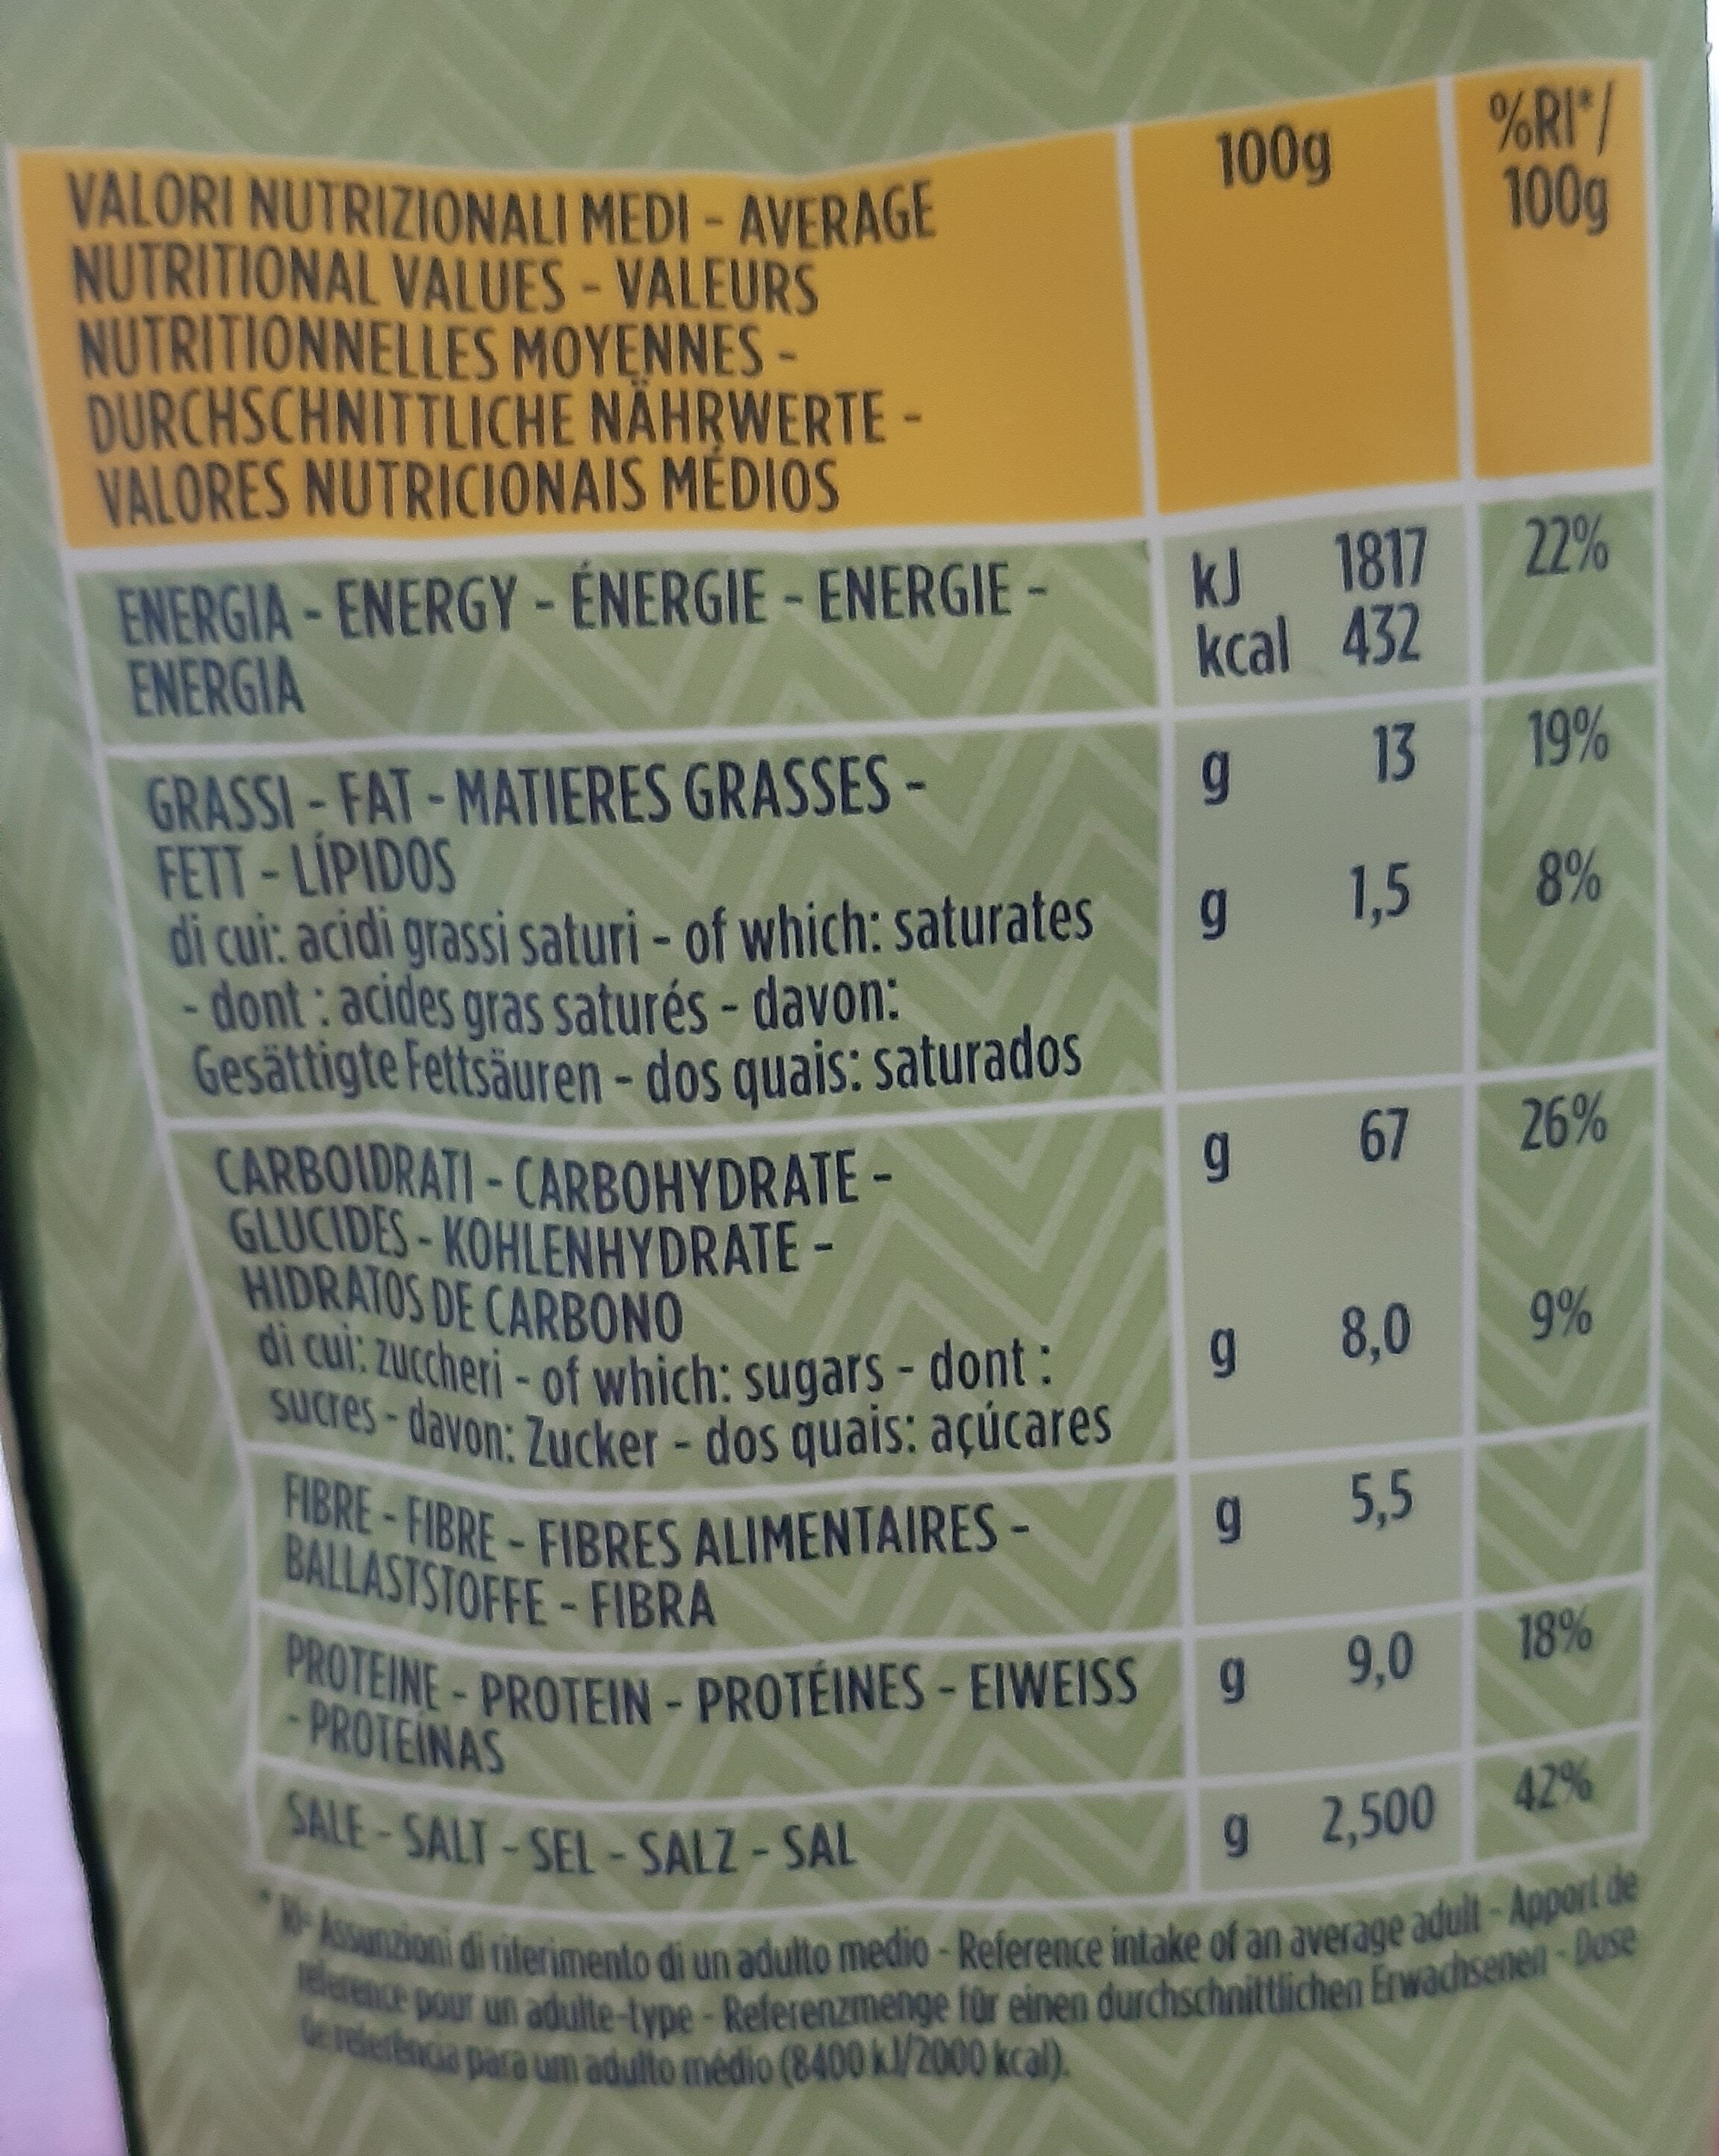 VALORI NUTRIZIONALI MEDI - AVERAGE
NUTRITIONAL VALUES - VALEURS
NUTRITIONNELLES MOYENNES -
DURCHSCHNITTLICHE NÄHRWERTE -
VALORES NUTRICIONAIS MÉDIOS
100g
%RI*/
100g
ENERGIA - ENERGY - ÉNERGIE - ENERGIE -
ENERGIA
kJ 1817 22%
kcal 432
GRASSI - FAT - MATIERES GRASSES -
FETT - LÍPIDOS
g 13 19%
di cui: acidi grassi saturi - of which: saturates
- dont : acides gras saturés - davon:
Gesättigte Fettsäuren - dos quais: saturados
g 1,5 8%
CARBOIDRATI - CARBOHYDRATE -
GLUCIDES - KOHLENHYDRATE -
HIDRATOS DE CARBONO
g 67 26%
di cui: zuccheri - of which: sugars - dont :
sucres - davon: Zucker - dos quais: açúcares
g 8,0 9%
FIBRE - FIBRE - FIBRES ALIMENTAIRES -
BALLASTSTOFFE - FIBRA
g 5,5
PROTEINE - PROTEIN - PROTÉINES - EIWEISS
- PROTEÍNAS
g 9,0 18%
SALE - SALT - SEL - SALZ - SAL
g 2,500 42%
* RI= Assunzioni di riferimento di un adulto medio - Reference intake of an average adult - Apport de
référence pour un adulte-type - Referenzmenge für einen durchschnittlichen Erwachsenen - Dose
de referência para um adulto médio (8400 kJ/2000 kcal).